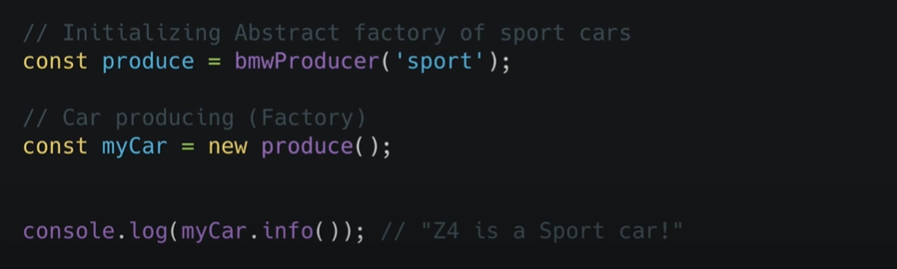 // Initializing Abstract factory of sport cars
const produce = bmwProducer('sport');
// Car producing (Factory)
const myCar = new produce();
console.log(myCar.info()); // "Z4 is a Sport car!"